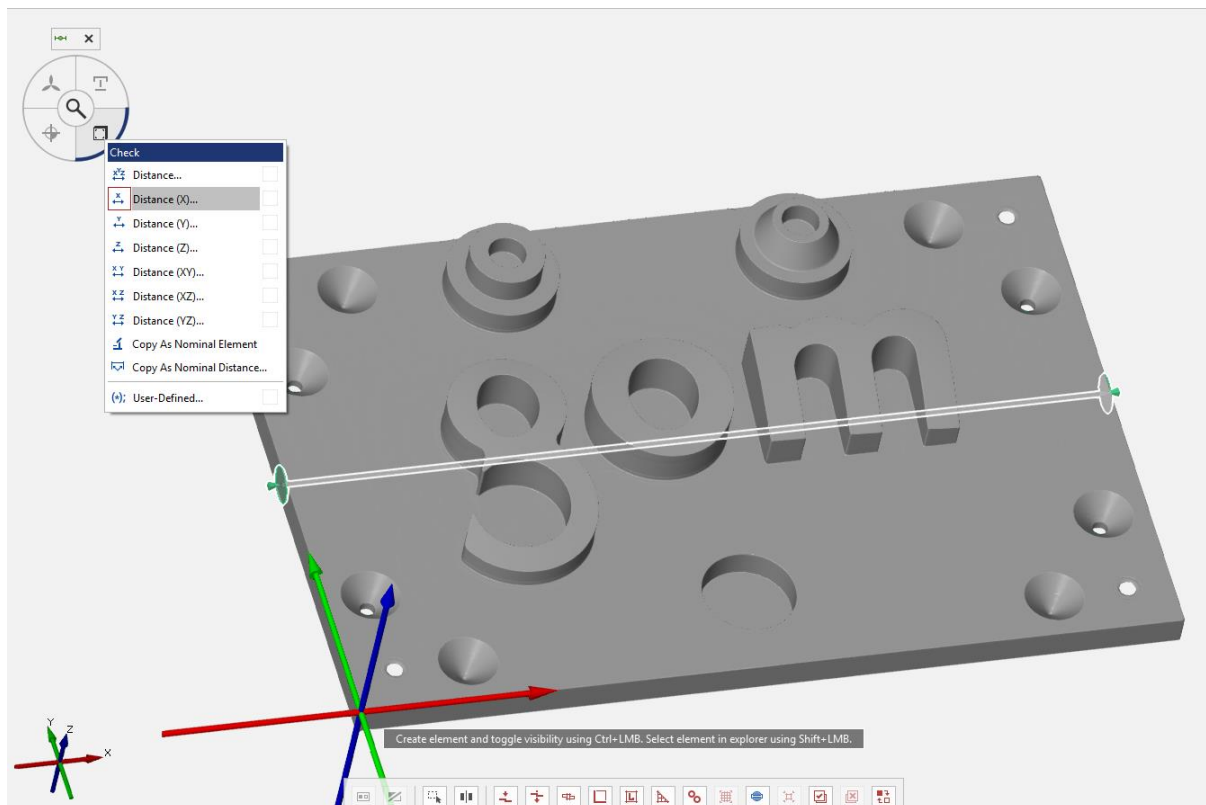 Check
Distance...
Distance (X)...
Distance (Y)...
Distance (Z)...
Distance (XY)...
Distance (XZ)...
Distance (YZ)...
Copy As Nominal Element
Copy As Nominal Distance...
User-Defined...
gom
Y
Z
X
Create element and toggle visibility using Ctrl+LMB. Select element in explorer using Shift+LMB.